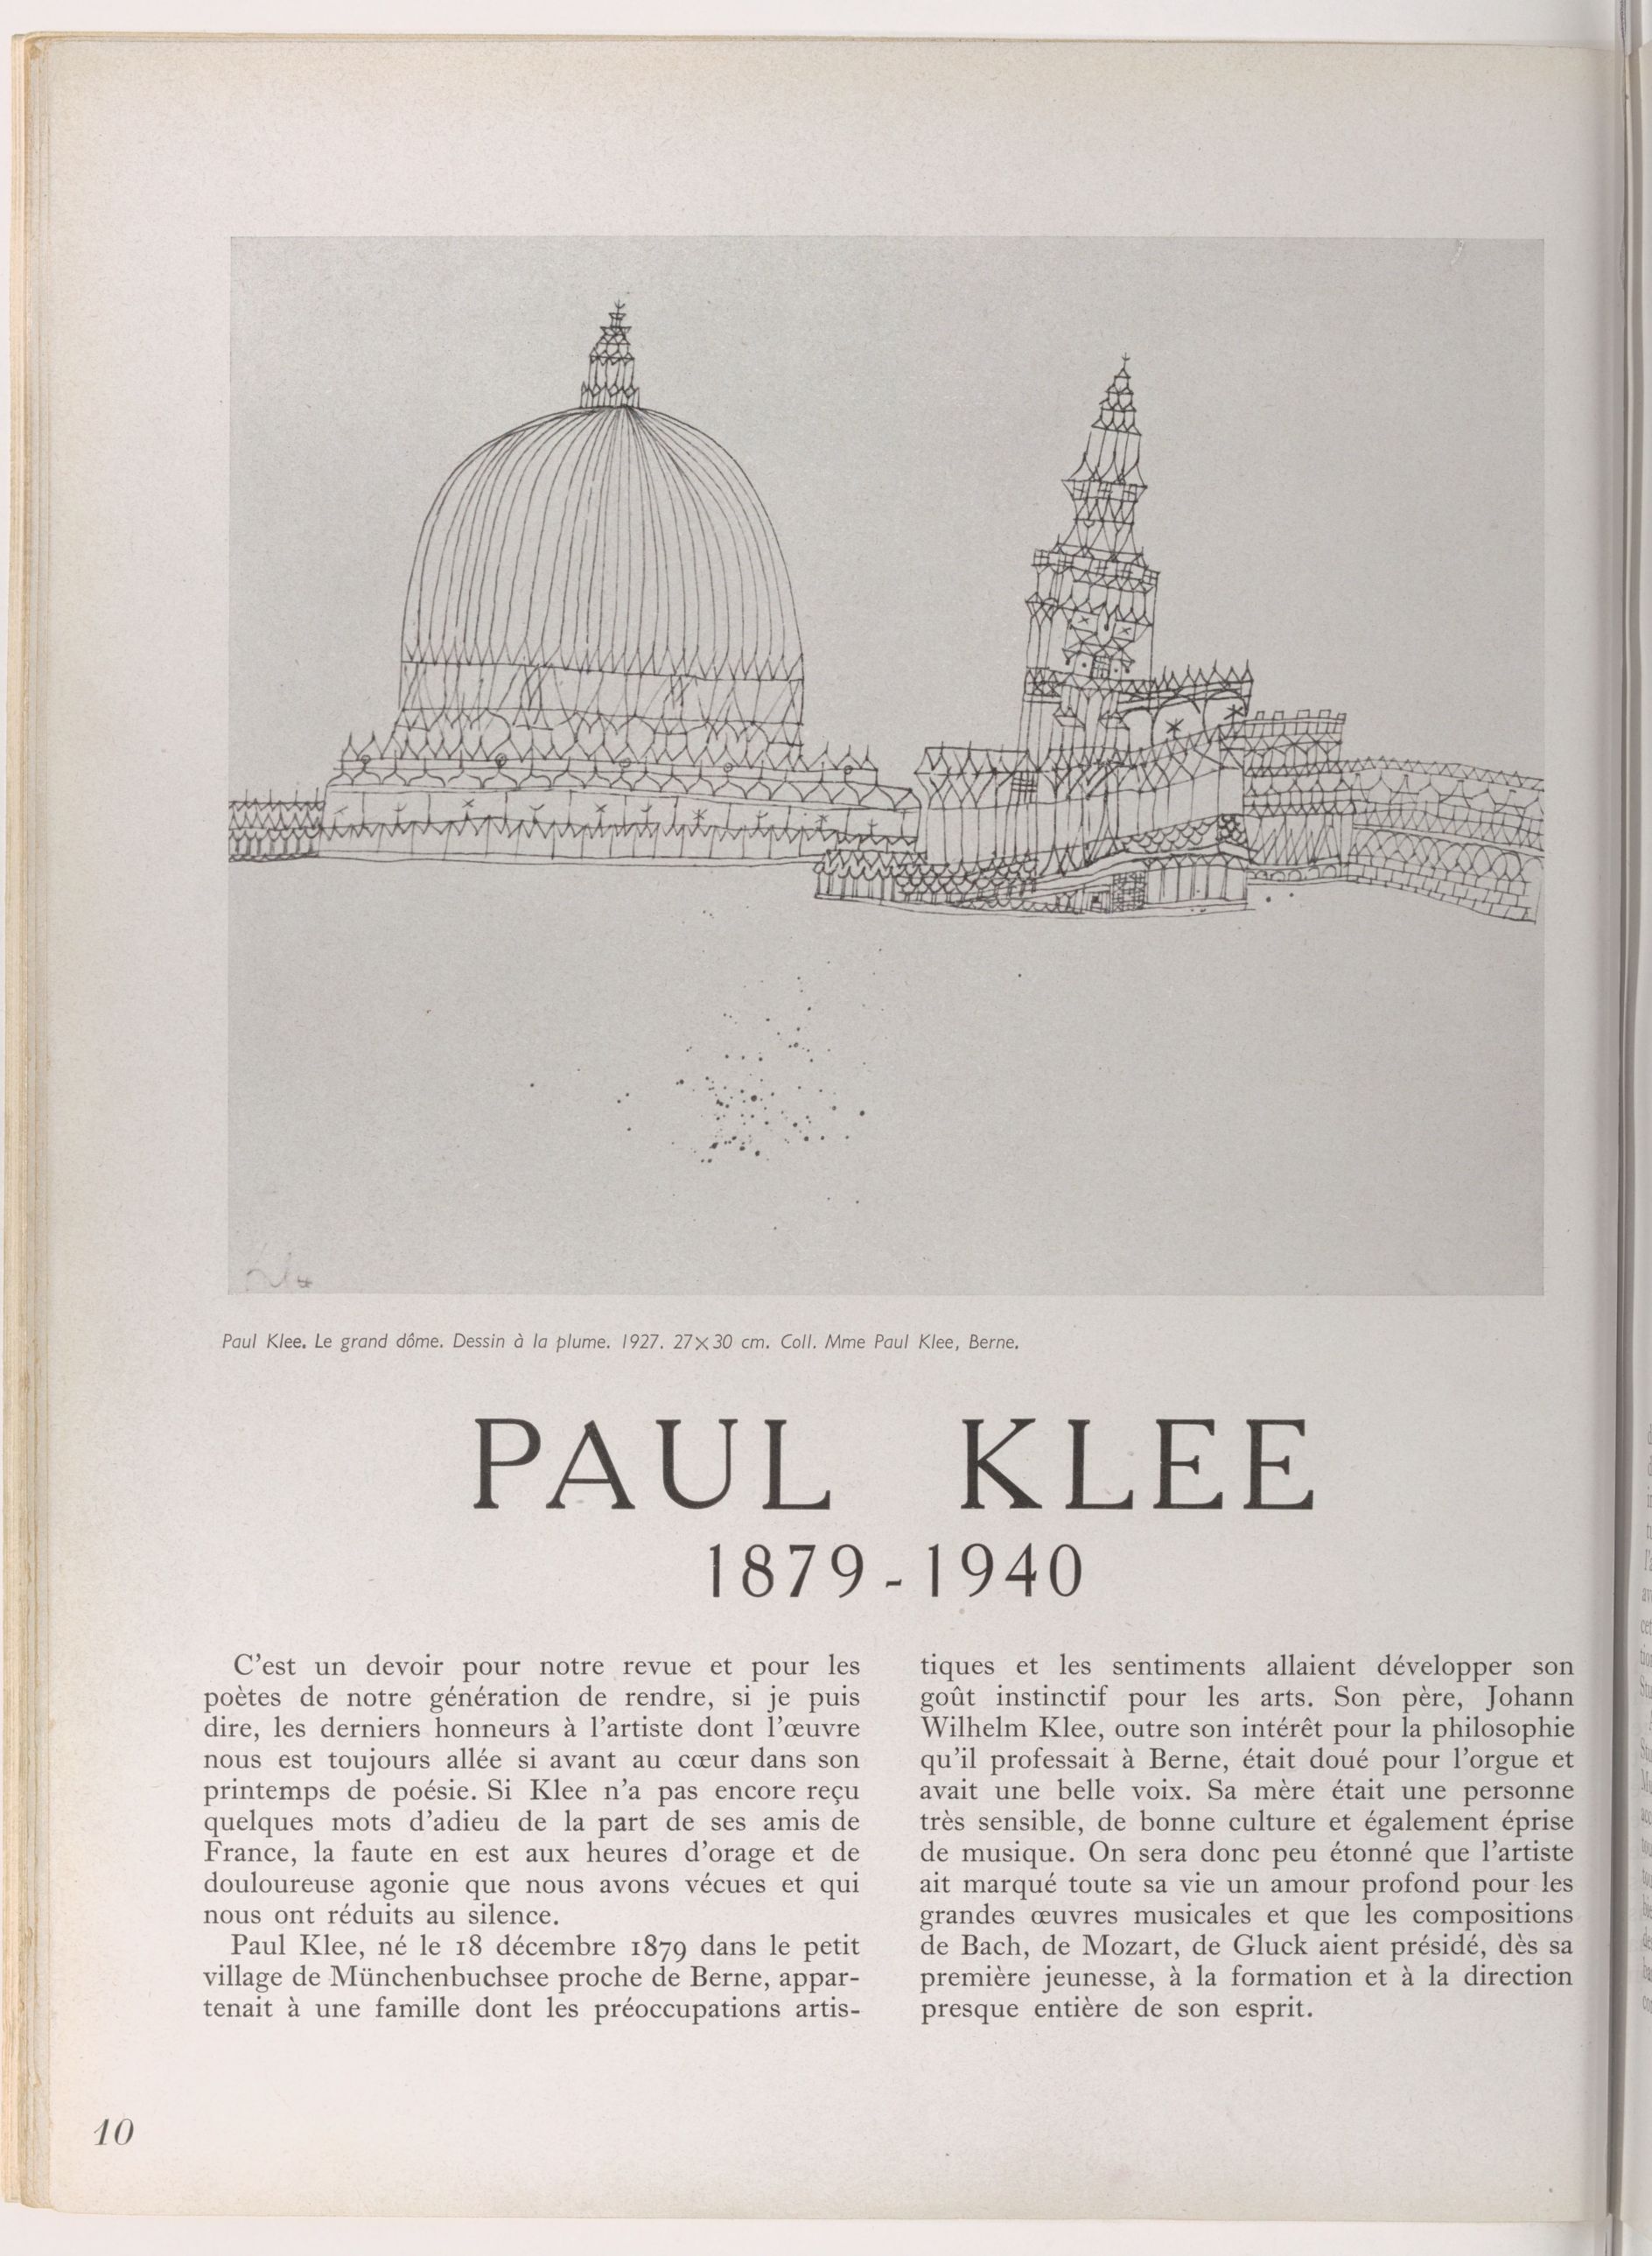 Klee
Paul Klee. Le grand dôme. Dessin à la plume. 1927. 27×30 cm. Coll. Mme Paul Klee, Berne.
PAUL KLEE
1879-1940
C'est un devoir pour notre revue et pour les
poètes de notre génération de rendre, si je puis
dire, les derniers honneurs à l'artiste dont l'œuvre
nous est toujours allée si avant au cœur dans son
printemps de poésie. Si Klee n'a pas encore reçu
quelques mots d'adieu de la part de ses amis de
France, la faute en est aux heures d'orage et de
douloureuse agonie que nous avons vécues et qui
nous ont réduits au silence.
Paul Klee, né le 18 décembre 1879 dans le petit
village de Münchenbuchsee proche de Berne, appar-
tenait à une famille dont les préoccupations artis-
tiques et les sentiments allaient développer son
goût instinctif pour les arts. Son père, Johann
Wilhelm Klee, outre son intérêt pour la philosophie
qu'il professait à Berne, était doué pour l'orgue et
avait une belle voix. Sa mère était une personne
très sensible, de bonne culture et également éprise
de musique. On sera donc peu étonné que l'artiste
ait marqué toute sa vie un amour profond pour les
grandes œuvres musicales et que les compositions
de Bach, de Mozart, de Gluck aient présidé, dès sa
première jeunesse, à la formation et à la direction
presque entière de son esprit.
10